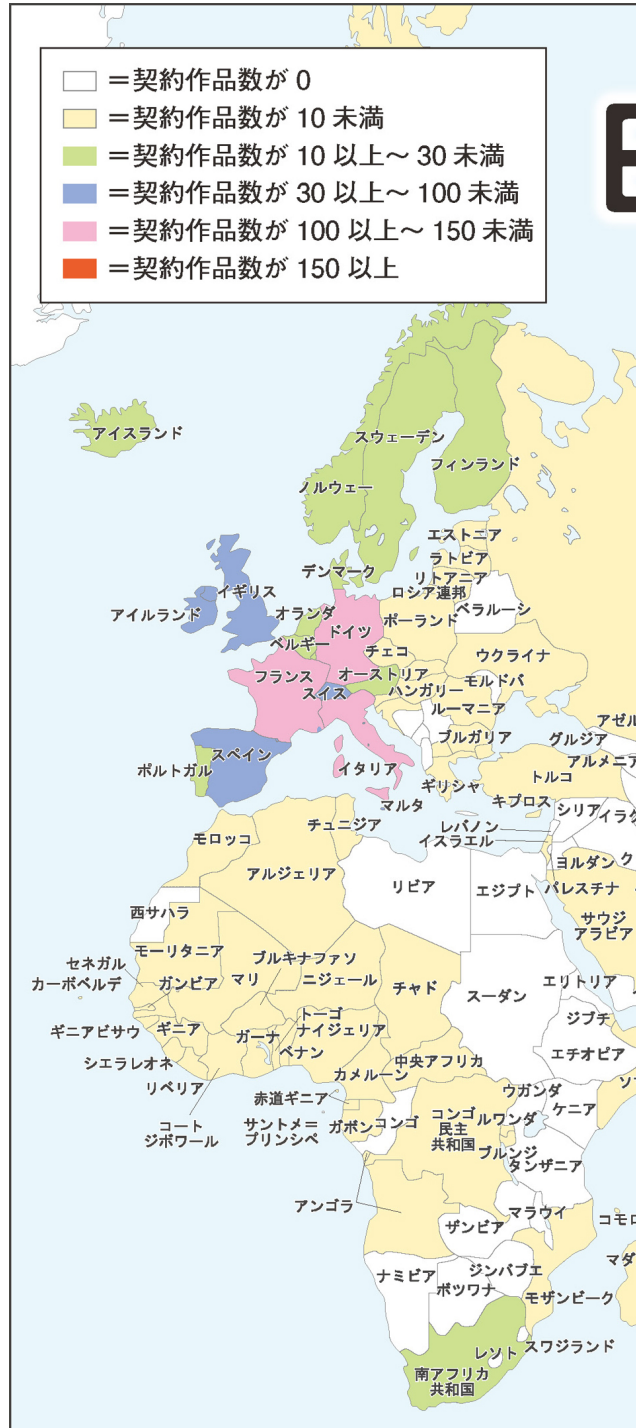 ＝契約作品数が 0
＝契約作品数が 10 未満
＝契約作品数が 10 以上～ 30 未満
＝契約作品数が 30 以上～ 100 未満
＝契約作品数が 100 以上～ 150 未満
＝契約作品数が 150 以上
アイスランド
スウェーデン
フィンランド
ノルウェー
エストニア
ラトビア
リトアニア
デンマーク
ロシア連邦
イギリス
アイルランド
オランダ
ポーランド
ベラルーシ
ドイツ
ベルギー
チェコ
ウクライナ
フランス
オーストリア
スイス
ハンガリー
モルドバ
ルーマニア
アゼル
スペイン
ブルガリア
グルジア
アルメニア
ポルトガル
イタリア
トルコ
ギリシャ
マルタ
キプロス
シリア
イラク
レバノン
イスラエル
チュニジア
モロッコ
ヨルダン
ク
アルジェリア
リビア
エジプト
パレスチナ
サウジ
アラビア
西サハラ
モーリタニア
ブルキナファソ
セネガル
カーボベルデ
ガンビア
マリ
ニジェール
チャド
スーダン
エリトリア
ギニアビサウ
ギニア
ガーナ
トーゴ
ナイジェリア
ベナン
ジブチ
エチオピア
シエラレオネ
リベリア
カメルーン
中央アフリカ
ソ
赤道ギニア
ウガンダ
ケニア
コート
ジボワール
サントメ＝
プリンシペ
ガボン
コンゴ
コンゴ
民主
共和国
ルワンダ
ブルンジ
タンザニア
アンゴラ
マラウイ
コモロ
ザンビア
マダ
ナミビア
ジンバブエ
ボツワナ
モザンビーク
スワジランド
レソト
南アフリカ
共和国